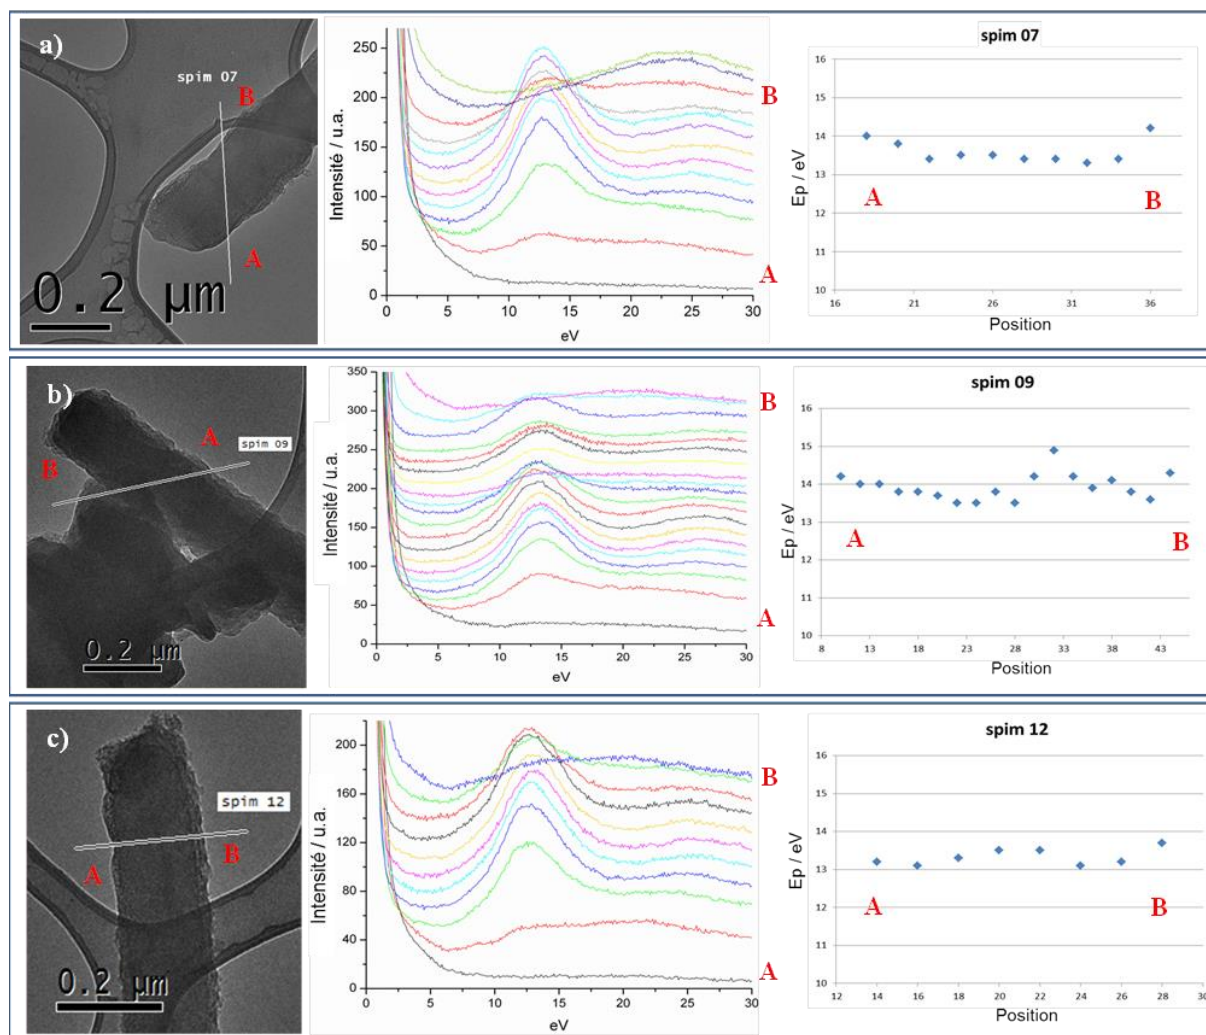 a)
spim 07
B
A
0.2 µm
Intensité / u.a.
250
200
150
100
50
0
0 5 10 15 20 25 30
eV
B
A
spim 07
Ep / eV
16
15
14
13
12
11
10
A
B
16 21 26 31 36
Position
b)
A
spim 09
B
0.2 µm
Intensité / u.a.
350
300
250
200
150
100
50
0
0 5 10 15 20 25 30
eV
B
A
spim 09
Ep / eV
16
15
14
13
12
11
10
A
B
8 13 18 23 28 33 38 43
Position
c)
spim 12
A
B
0.2 µm
Intensité / u.a.
200
160
120
80
40
0
0 5 10 15 20 25 30
eV
B
A
spim 12
Ep / eV
16
15
14
13
12
11
10
A
B
12 14 16 18 20 22 24 26 28 30
Position